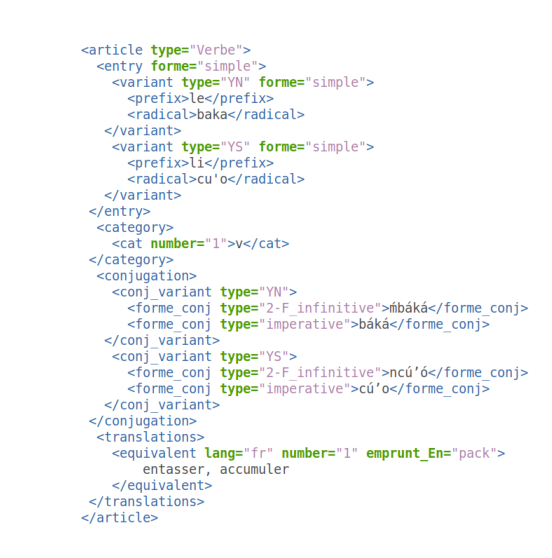 <article type="Verbe">
<entry forme="simple">
<variant type="YN" forme="simple">
<prefix>le</prefix>
<radical>baka</radical>
</variant>
<variant type="YS" forme="simple">
<prefix>li</prefix>
<radical>cu'o</radical>
</variant>
</entry>
<category>
<cat number="1">v</cat>
</category>
<conjugation>
<conj_variant type="YN">
<forme_conj type="2-F_infinitive">ḿbáká</forme_conj>
<forme_conj type="imperative">báká</forme_conj>
</conj_variant>
<conj_variant type="YS">
<forme_conj type="2-F_infinitive">ncú’ó</forme_conj>
<forme_conj type="imperative">cú’o</forme_conj>
</conj_variant>
</conjugation>
<translations>
<equivalent lang="fr" number="1" emprunt_En="pack">
entasser, accumuler
</equivalent>
</translations>
</article>